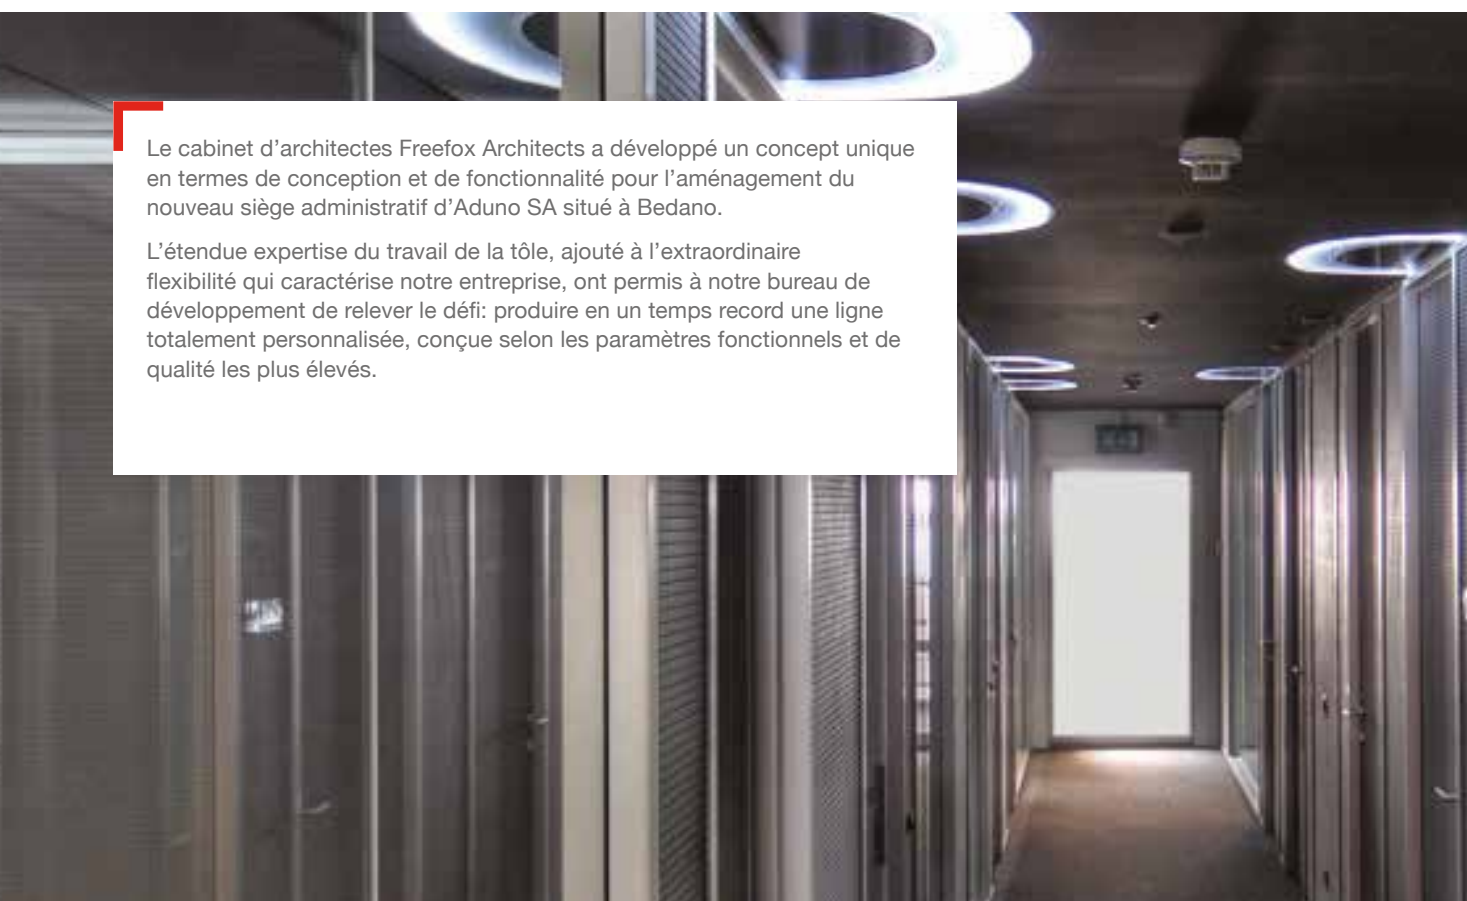 Le cabinet d’architectes Freefox Architects a développé un concept unique
en termes de conception et de fonctionnalité pour l’aménagement du
nouveau siège administratif d’Aduno SA situé à Bedano.
L’étendue expertise du travail de la tôle, ajouté à l’extraordinaire
flexibilité qui caractérise notre entreprise, ont permis à notre bureau de
développement de relever le défi: produire en un temps record une ligne
totalement personnalisée, conçue selon les paramètres fonctionnels et de
qualité les plus élevés.